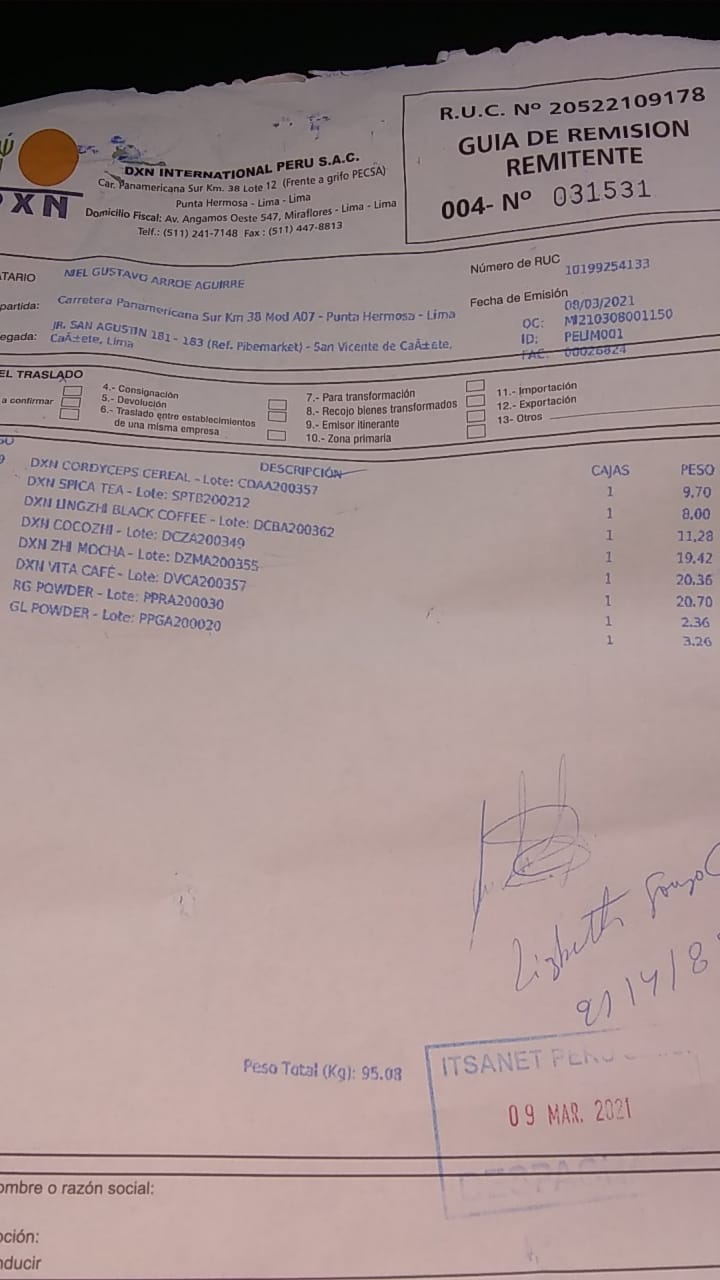 DXN
DXN INTERNATIONAL PERU S.A.C.
Car. Panamericana Sur Km. 38 Lote 12 (Frente a grifo PECSA)
Punta Hermosa - Lima - Lima
Domicilio Fiscal: Av. Angamos Oeste 547, Miraflores - Lima - Lima
Telf.: (511) 241-7148 Fax : (511) 447-8813
R.U.C. Nº 20522109178
GUIA DE REMISION
REMITENTE
004- Nº 031531
TARIO NIEL GUSTAVO ARROE AGUIRRE
Número de RUC 10199254133
partida: Carretera Panamericana Sur Km 38 Mod A07 - Punta Hermosa - Lima
Fecha de Emisión 08/03/2021
egada: JR. SAN AGUSTIN 181 - 183 (Ref. Pibemarket) - San Vicente de CaÃ±ete,
CaÃ±ete, Lima
OC: MI210308001150
ID: PEUM001
FAC: 00026824
EL TRASLADO
a confirmar
4.- Consignación
5.- Devolución
6.- Traslado entre establecimientos
de una misma empresa
7.- Para transformación
8.- Recojo bienes transformados
9.- Emisor itinerante
10.- Zona primaria
11.- Importación
12.- Exportación
13- Otros
DESCRIPCIÓN CAJAS PESO
DXN CORDYCEPS CEREAL - Lote: CDAA200357 1 9.70
DXN SPICA TEA - Lote: SPTB200212 1 8.00
DXN LINGZHI BLACK COFFEE - Lote: DCBA200362 1 11,28
DXN COCOZHI - Lote: DCZA200349 1 19.42
DXN ZHI MOCHA - Lote: DZMA200355 1 20.36
DXN VITA CAFÉ - Lote: DVCA200357 1 20.70
RG POWDER - Lote: PPRA200030 1 2.36
GL POWDER - Lote: PPGA200020 1 3.26
Lizbeth
Peso Total (Kg): 95.08
ITSANET PERU
09 MAR. 2021
ombre o razón social:
pción:
nducir